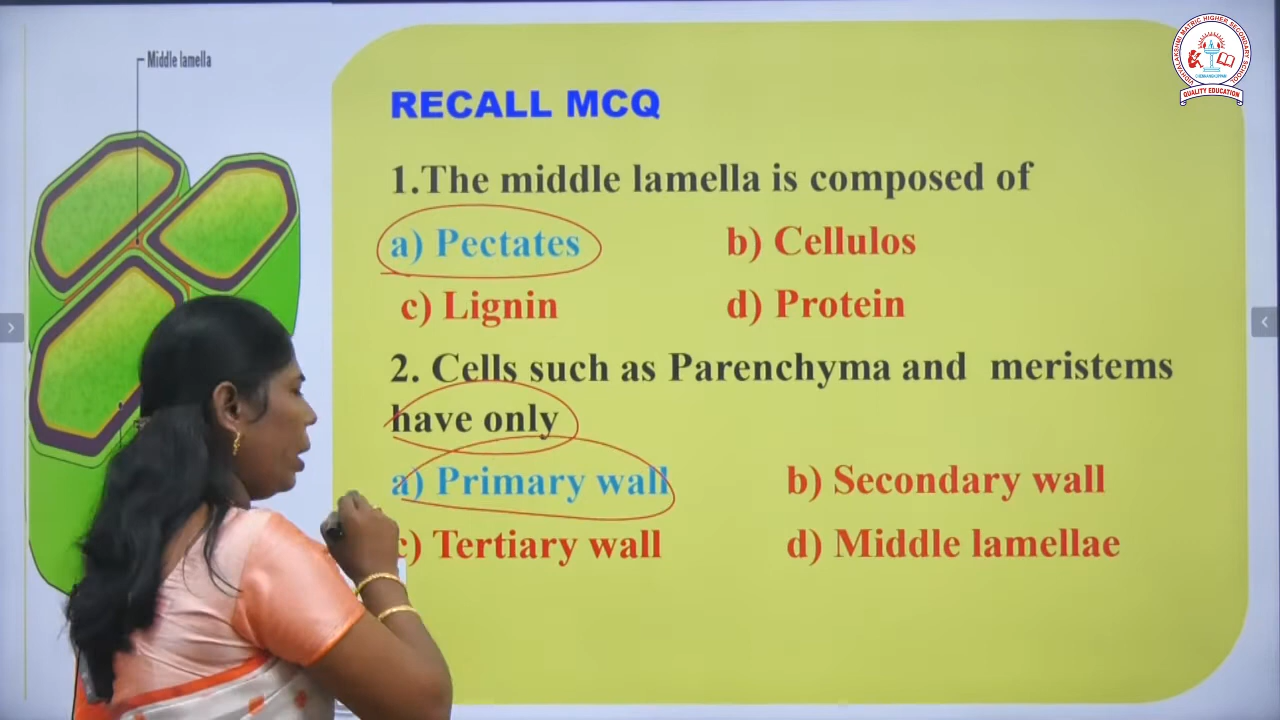 Middle lamella
RECALL MCQ
1.The middle lamella is composed of
a) Pectates b) Cellulos
c) Lignin d) Protein
2. Cells such as Parenchyma and meristems
have only
a) Primary wall b) Secondary wall
c) Tertiary wall d) Middle lamellae
QUALITY EDUCATION